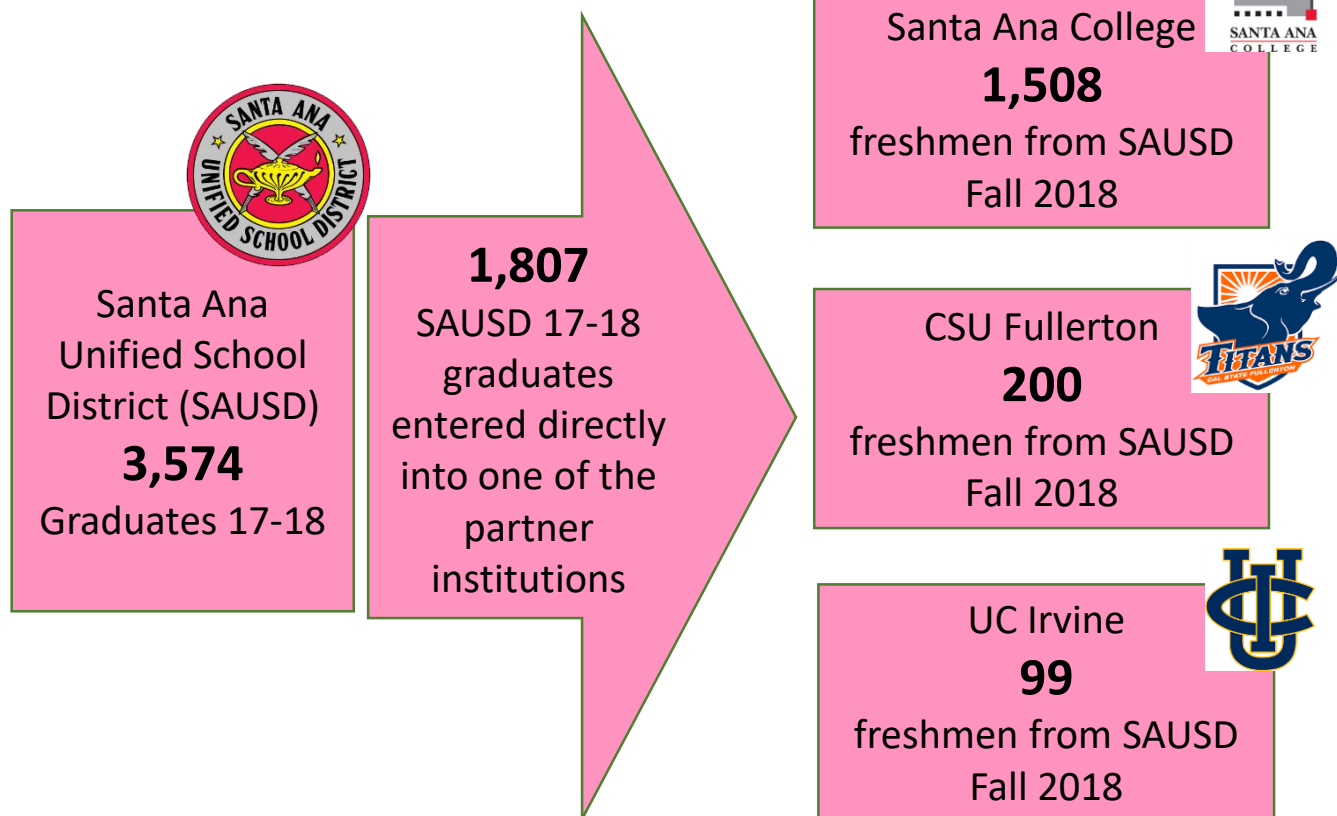 SANTA ANA
UNIFIED SCHOOL DISTRICT
Santa Ana
Unified School
District (SAUSD)
3,574
Graduates 17-18
1,807
SAUSD 17-18
graduates
entered directly
into one of the
partner
institutions
Santa Ana College
1,508
freshmen from SAUSD
Fall 2018
SANTA ANA
COLLEGE
CSU Fullerton
200
freshmen from SAUSD
Fall 2018
TITANS
CAL STATE FULLERTON
UC Irvine
99
freshmen from SAUSD
Fall 2018
UCI